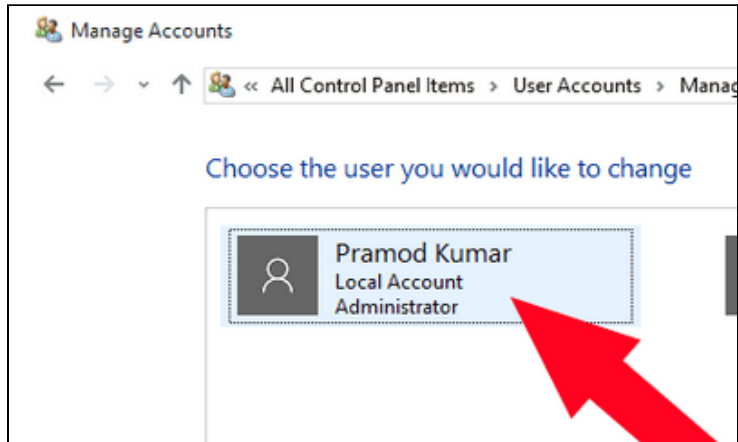 Manage Accounts
« All Control Panel Items > User Accounts > Manag
Choose the user you would like to change
Pramod Kumar
Local Account
Administrator